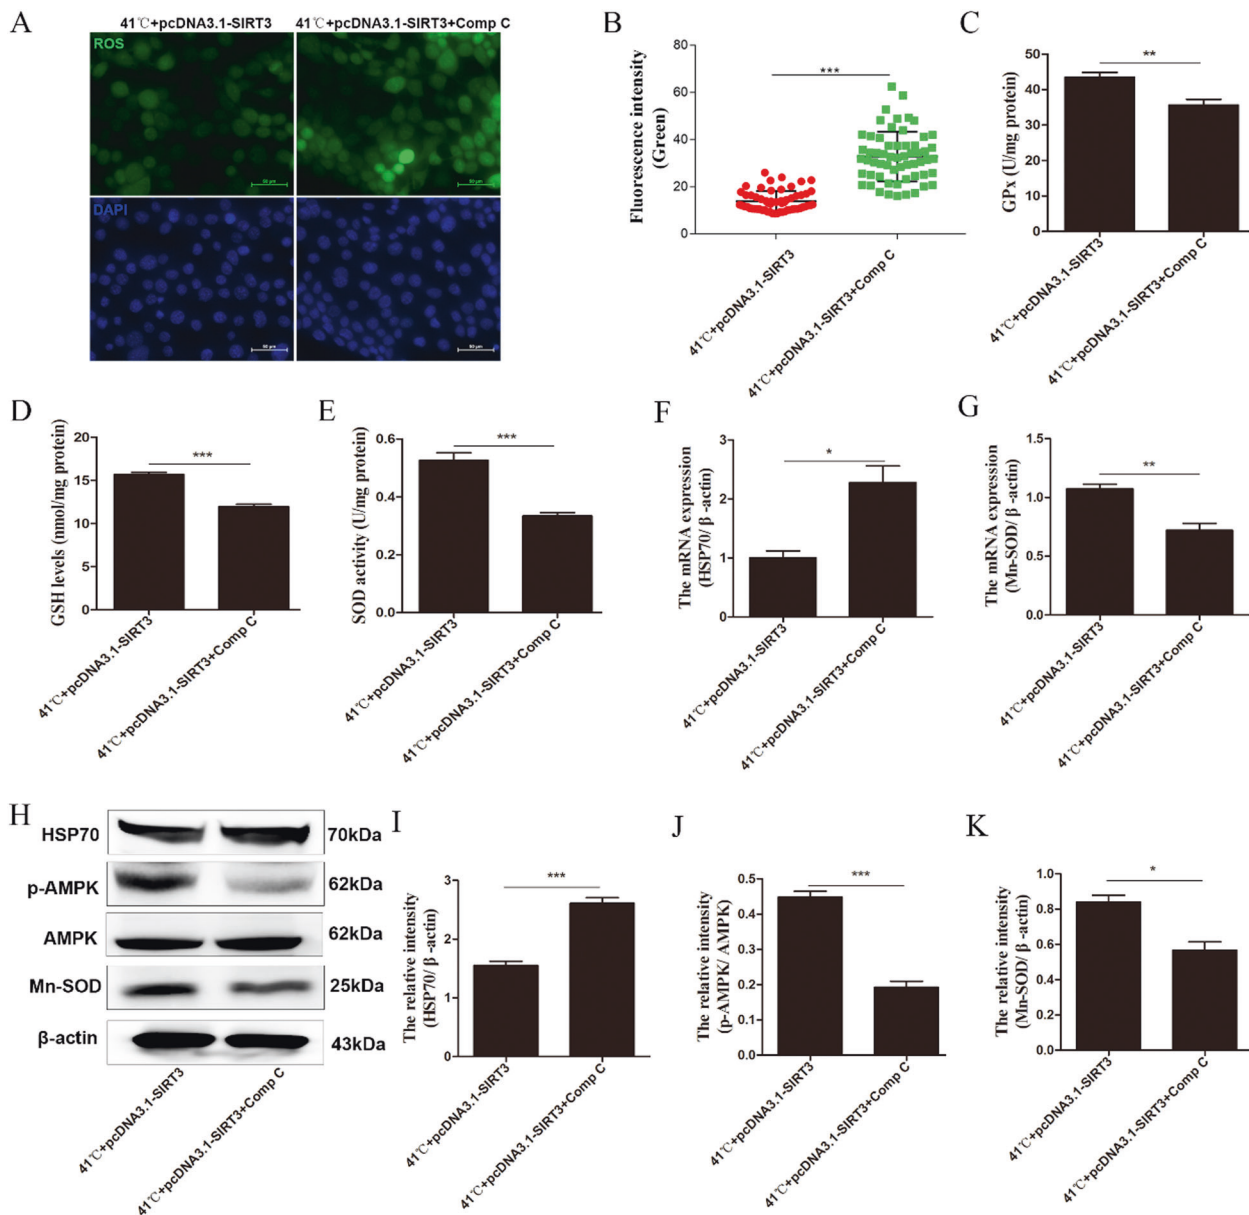 A
41℃+pcDNA3.1-SIRT3
41℃+pcDNA3.1-SIRT3+Comp C
ROS
50 μm
50 μm
DAPI
50 μm
50 μm
B
Fluorescence intensity
(Green)
80
60
40
20
0
***
41℃+pcDNA3.1-SIRT3
41℃+pcDNA3.1-SIRT3+Comp C
C
GPx (U/mg protein)
50
40
30
20
10
0
**
41℃+pcDNA3.1-SIRT3
41℃+pcDNA3.1-SIRT3+Comp C
D
GSH levels (nmol/mg protein)
20
15
10
5
0
***
41℃+pcDNA3.1-SIRT3
41℃+pcDNA3.1-SIRT3+Comp C
E
SOD activity (U/mg protein)
0.6
0.4
0.2
0.0
***
41℃+pcDNA3.1-SIRT3
41℃+pcDNA3.1-SIRT3+Comp C
F
The mRNA expression
(HSP70/ β -actin)
3
2
1
0
*
41℃+pcDNA3.1-SIRT3
41℃+pcDNA3.1-SIRT3+Comp C
G
The mRNA expression
(Mn-SOD/ β -actin)
1.5
1.0
0.5
0.0
**
41℃+pcDNA3.1-SIRT3
41℃+pcDNA3.1-SIRT3+Comp C
H
HSP70 70kDa
p-AMPK 62kDa
AMPK 62kDa
Mn-SOD 25kDa
β-actin 43kDa
41℃+pcDNA3.1-SIRT3
41℃+pcDNA3.1-SIRT3+Comp C
I
The relative intensity
(HSP70/ β -actin)
3
2
1
0
***
41℃+pcDNA3.1-SIRT3
41℃+pcDNA3.1-SIRT3+Comp C
J
The relative intensity
(p-AMPK/ AMPK)
0.5
0.4
0.3
0.2
0.1
0.0
***
41℃+pcDNA3.1-SIRT3
41℃+pcDNA3.1-SIRT3+Comp C
K
The relative intensity
(Mn-SOD/ β -actin)
1.0
0.8
0.6
0.4
0.2
0.0
*
41℃+pcDNA3.1-SIRT3
41℃+pcDNA3.1-SIRT3+Comp C